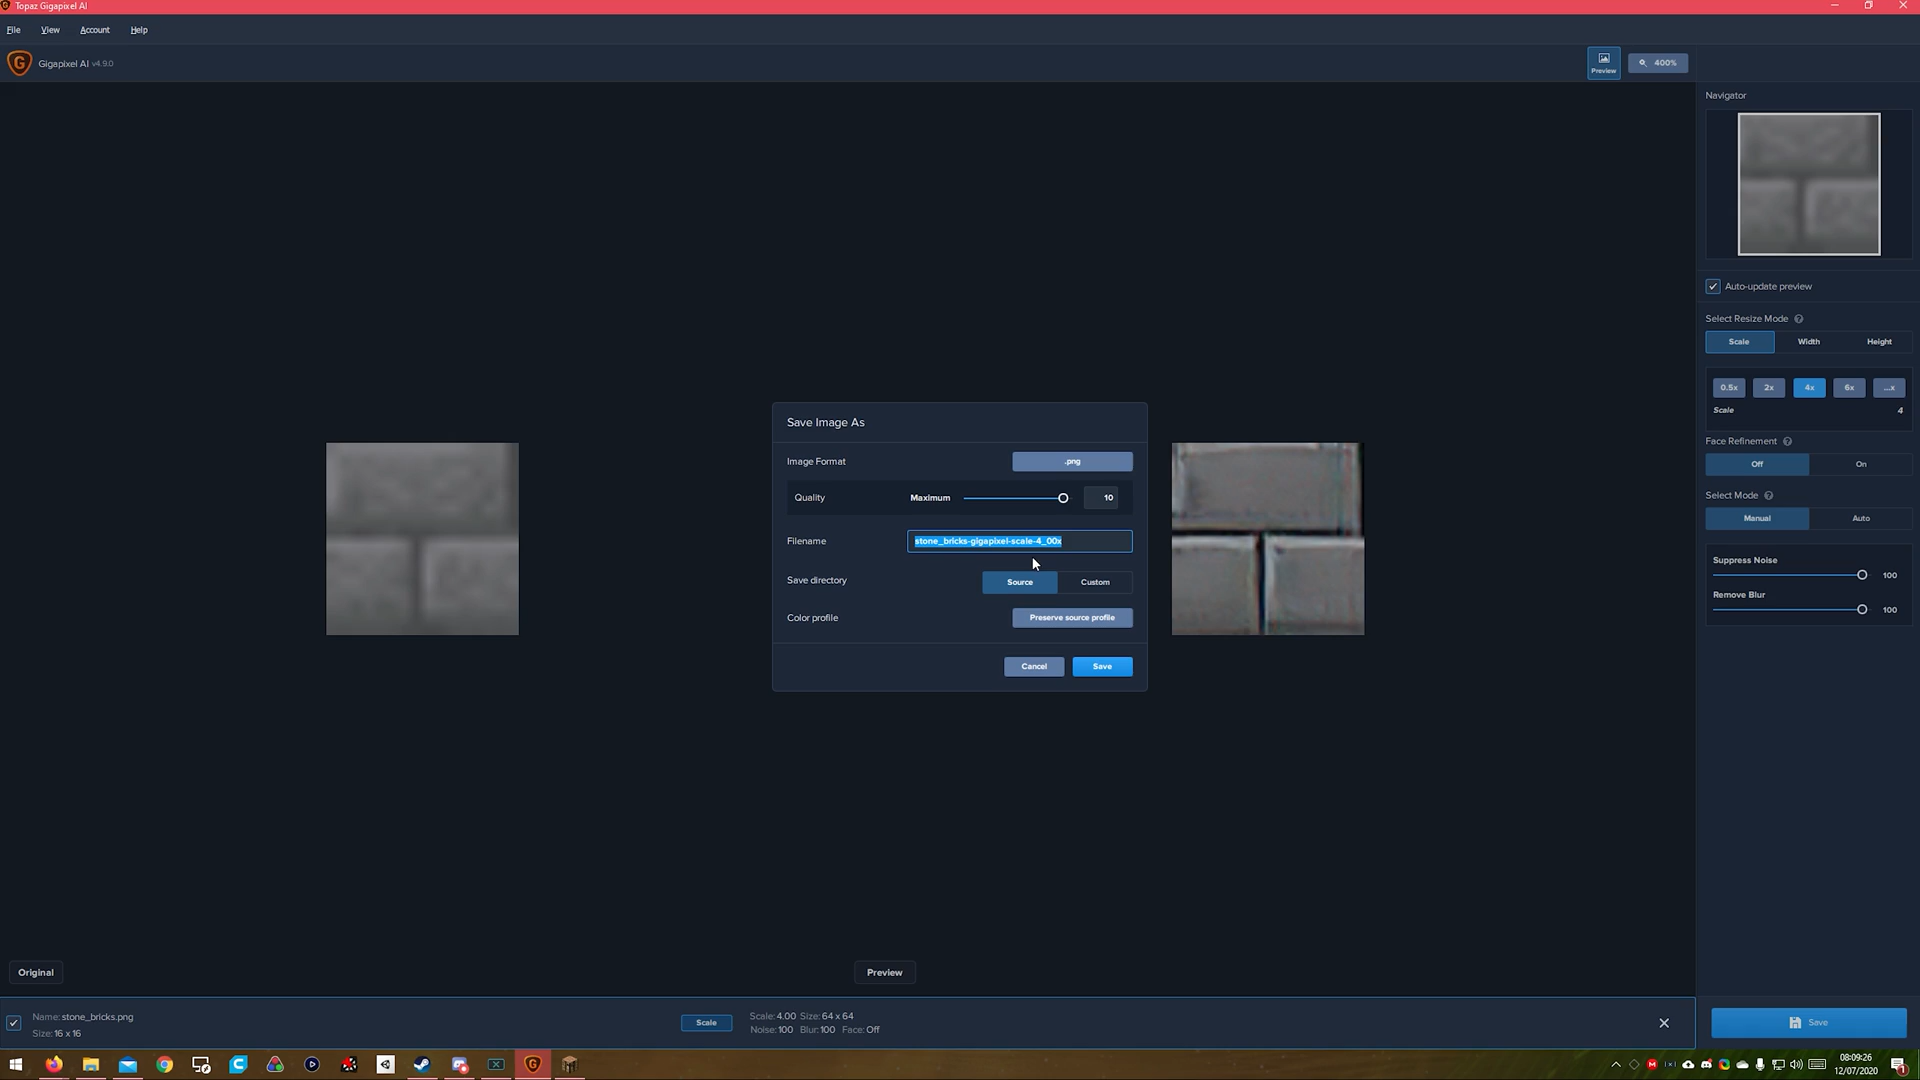 Topaz Gigapixel AI
File View Account Help
Gigapixel AI v4.9.0
Preview
400%
Navigator
Auto-update preview
Select Resize Mode
Scale Width Height
0.5x 2x 4x 6x ...x
Scale 4
Face Refinement
Off On
Select Mode
Manual Auto
Suppress Noise
100
Remove Blur
100
Save Image As
Image Format .png
Quality Maximum 10
Filename stone_bricks-gigapixel-scale-4_00x
Save directory Source Custom
Color profile Preserve source profile
Cancel Save
Original
Preview
Name: stone_bricks.png
Size: 16 x 16
Scale
Scale: 4.00 Size: 64 x 64
Noise: 100 Blur: 100 Face: Off
Save
08:09:26
12/07/2020